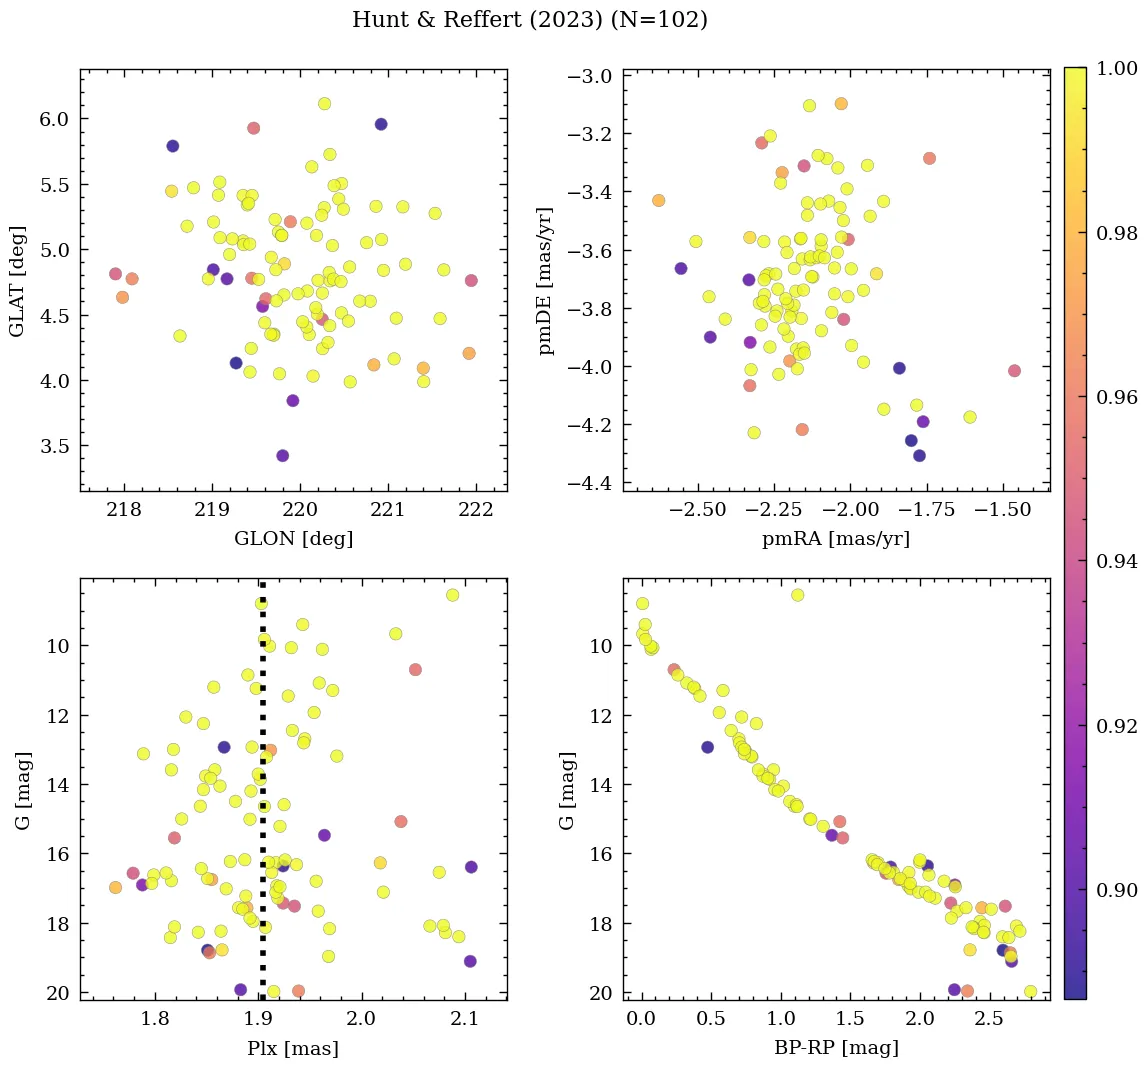 Hunt & Reffert (2023) (N=102)
6.0
5.5
5.0
4.5
4.0
3.5
GLAT [deg]
218 219 220 221 222
GLON [deg]
−3.0
−3.2
−3.4
−3.6
−3.8
−4.0
−4.2
−4.4
pmDE [mas/yr]
−2.50 −2.25 −2.00 −1.75 −1.50
pmRA [mas/yr]
1.00
0.98
0.96
0.94
0.92
0.90
10
12
14
16
18
20
G [mag]
1.8 1.9 2.0 2.1
Plx [mas]
10
12
14
16
18
20
G [mag]
0.0 0.5 1.0 1.5 2.0 2.5
BP-RP [mag]